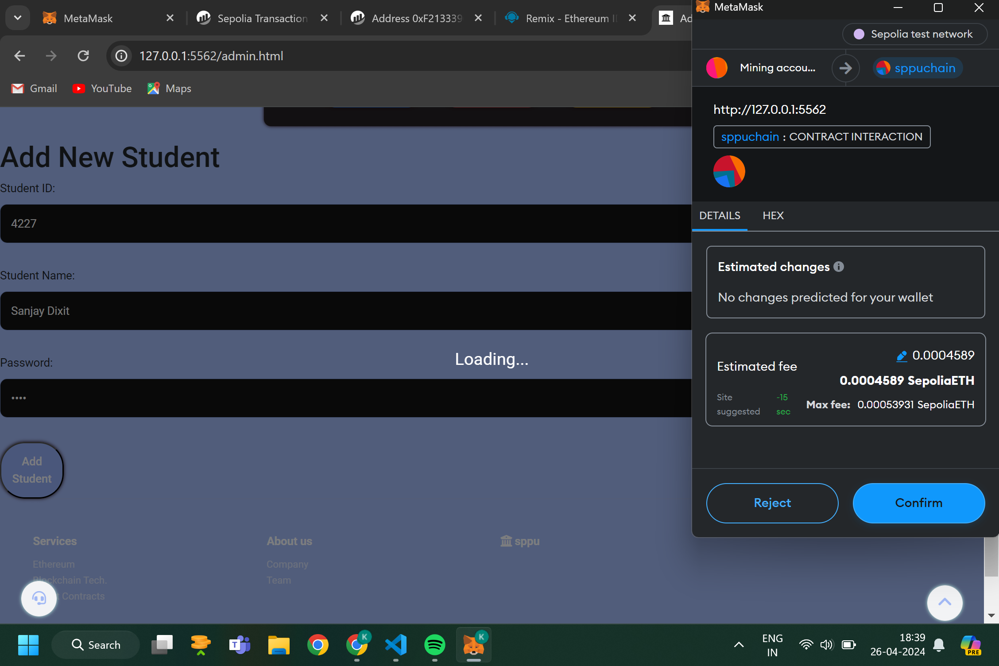 MetaMask
Sepolia Transaction
Address 0xF213339
Remix - Ethereum I
Ad
127.0.0.1:5562/admin.html
Gmail
YouTube
Maps
Add New Student
Student ID:
4227
Student Name:
Sanjay Dixit
Password:
••••
Loading...
Add
Student
Services
Ethereum
Blockchain Tech.
Contracts
About us
Company
Team
sppu
MetaMask
Sepolia test network
Mining accou...
sppuchain
http://127.0.0.1:5562
sppuchain : CONTRACT INTERACTION
DETAILS
HEX
Estimated changes
No changes predicted for your wallet
Estimated fee
0.0004589
0.0004589 SepoliaETH
Site
suggested
~15
sec
Max fee: 0.00053931 SepoliaETH
Reject
Confirm
Search
T
K
K
ENG
IN
18:39
26-04-2024
PRE